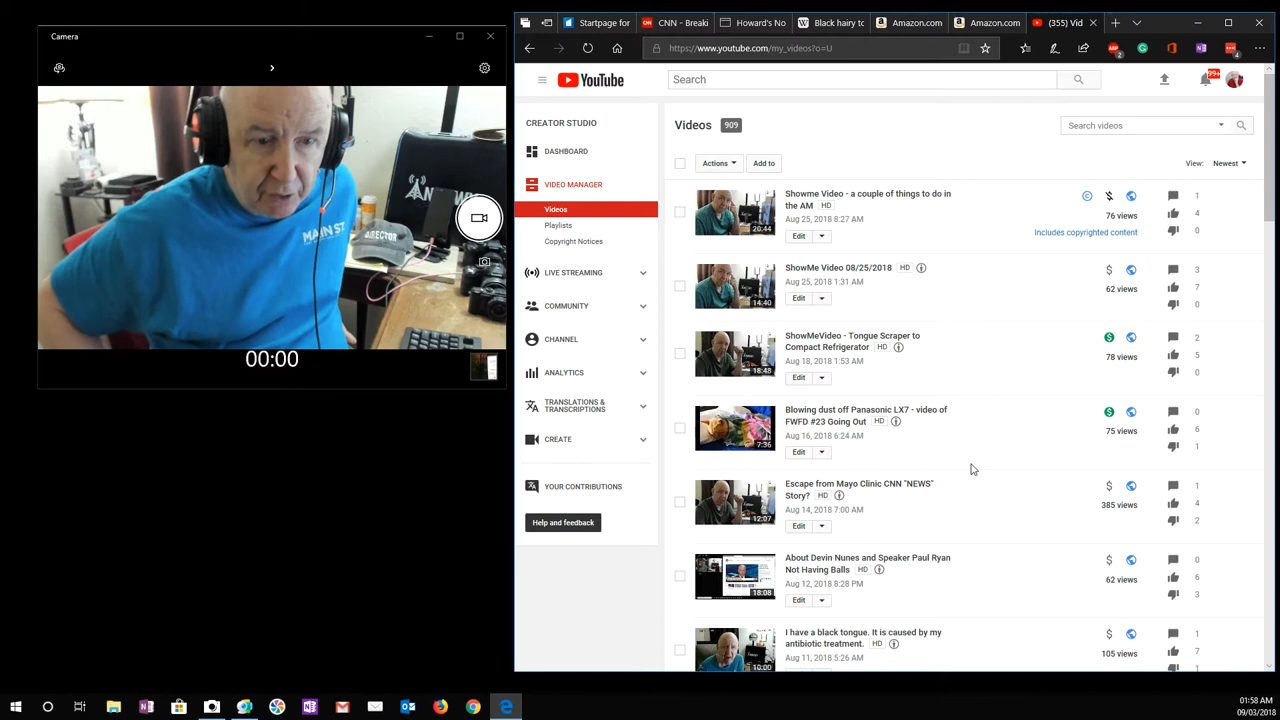 Camera
00:00
MAIN ST
DIRECTOR
Startpage for
CNN - Breaki
Howard's No
Black hairy to
Amazon.com
Amazon.com
(355) Vid
https://www.youtube.com/my_videos?o=U
2
4
YouTube
Search
99+
CREATOR STUDIO
DASHBOARD
VIDEO MANAGER
Videos
Playlists
Copyright Notices
LIVE STREAMING
COMMUNITY
CHANNEL
ANALYTICS
TRANSLATIONS &
TRANSCRIPTIONS
CREATE
YOUR CONTRIBUTIONS
Help and feedback
Videos 909
Search videos
Actions Add to
View: Newest
20:44
Showme Video - a couple of things to do in
the AM HD
Aug 25, 2018 8:27 AM
Edit
76 views
Includes copyrighted content
1
4
0
14:40
ShowMe Video 08/25/2018 HD
Aug 25, 2018 1:31 AM
Edit
62 views
3
7
0
18:48
ShowMeVideo - Tongue Scraper to
Compact Refrigerator HD
Aug 18, 2018 1:53 AM
Edit
78 views
2
5
0
7:36
Blowing dust off Panasonic LX7 - video of
FWFD #23 Going Out HD
Aug 16, 2018 6:24 AM
Edit
75 views
0
6
1
12:07
Escape from Mayo Clinic CNN "NEWS"
Story? HD
Aug 14, 2018 7:00 AM
Edit
385 views
1
4
2
18:08
About Devin Nunes and Speaker Paul Ryan
Not Having Balls HD
Aug 12, 2018 8:28 PM
Edit
62 views
0
6
3
10:00
I have a black tongue. It is caused by my
antibiotic treatment. HD
Aug 11, 2018 5:26 AM
105 views
1
7
1
01:58 AM
09/03/2018